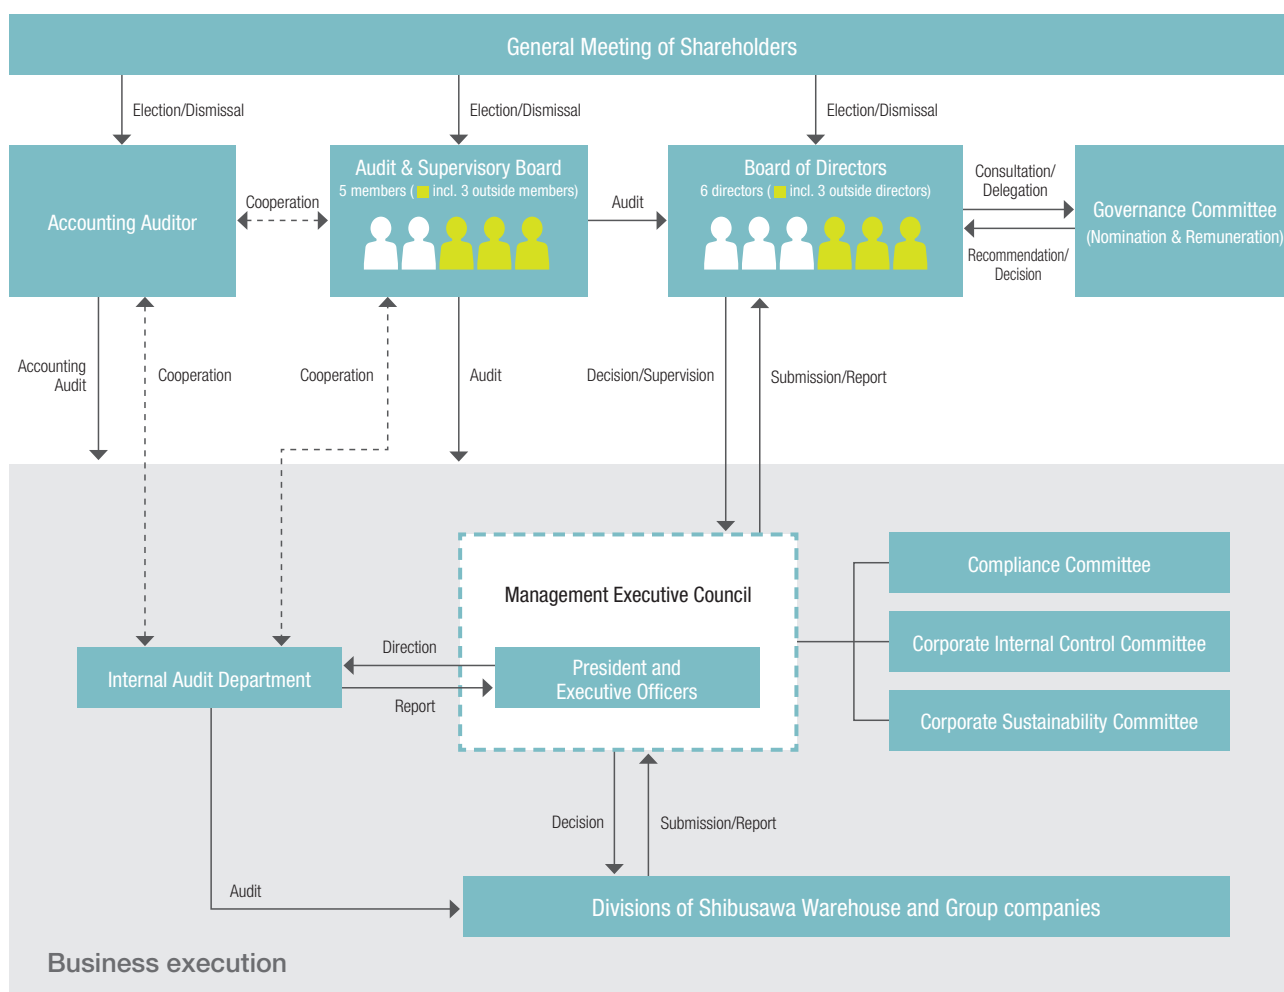 General Meeting of Shareholders
Election/Dismissal
Election/Dismissal
Election/Dismissal
Accounting Auditor
Cooperation
Audit & Supervisory Board
5 members ( incl. 3 outside members)
Audit
Board of Directors
6 directors ( incl. 3 outside directors)
Consultation/
Delegation
Recommendation/
Decision
Governance Committee
(Nomination & Remuneration)
Accounting
Audit
Cooperation
Cooperation
Audit
Decision/Supervision
Submission/Report
Management Executive Council
President and
Executive Officers
Compliance Committee
Corporate Internal Control Committee
Corporate Sustainability Committee
Internal Audit Department
Direction
Report
Decision
Submission/Report
Audit
Divisions of Shibusawa Warehouse and Group companies
Business execution